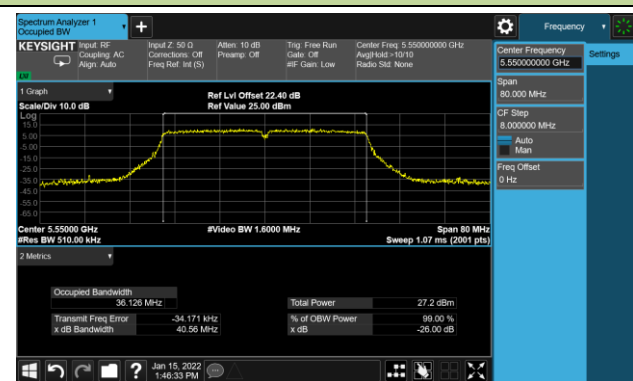 Spectrum Analyzer 1
Occupied BW
+
Frequency
KEYSIGHT
Input: RF
Coupling: AC
Align: Auto
Input Z: 50 Ω
Corrections: Off
Freq Ref: Int (S)
Atten: 10 dB
Preamp: Off
Trig: Free Run
Gate: Off
#IF Gain: Low
Center Freq: 5.550000000 GHz
Avg|Hold:>10/10
Radio Std: None
LV
Center Frequency
5.550000000 GHz
Settings
Span
80.000 MHz
CF Step
8.000000 MHz
Auto
Man
Freq Offset
0 Hz
1 Graph
Scale/Div 10.0 dB
Ref Lvl Offset 22.40 dB
Ref Value 25.00 dBm
Log
15.0
5.00
-5.00
-15.0
-25.0
-35.0
-45.0
-55.0
-65.0
Center 5.55000 GHz
#Res BW 510.00 kHz
#Video BW 1.6000 MHz
Span 80 MHz
Sweep 1.07 ms (2001 pts)
2 Metrics
Occupied Bandwidth
36.126 MHz
Total Power 27.2 dBm
Transmit Freq Error -34.171 kHz
% of OBW Power 99.00 %
x dB Bandwidth 40.56 MHz
x dB -26.00 dB
?
Jan 15, 2022
1:46:33 PM